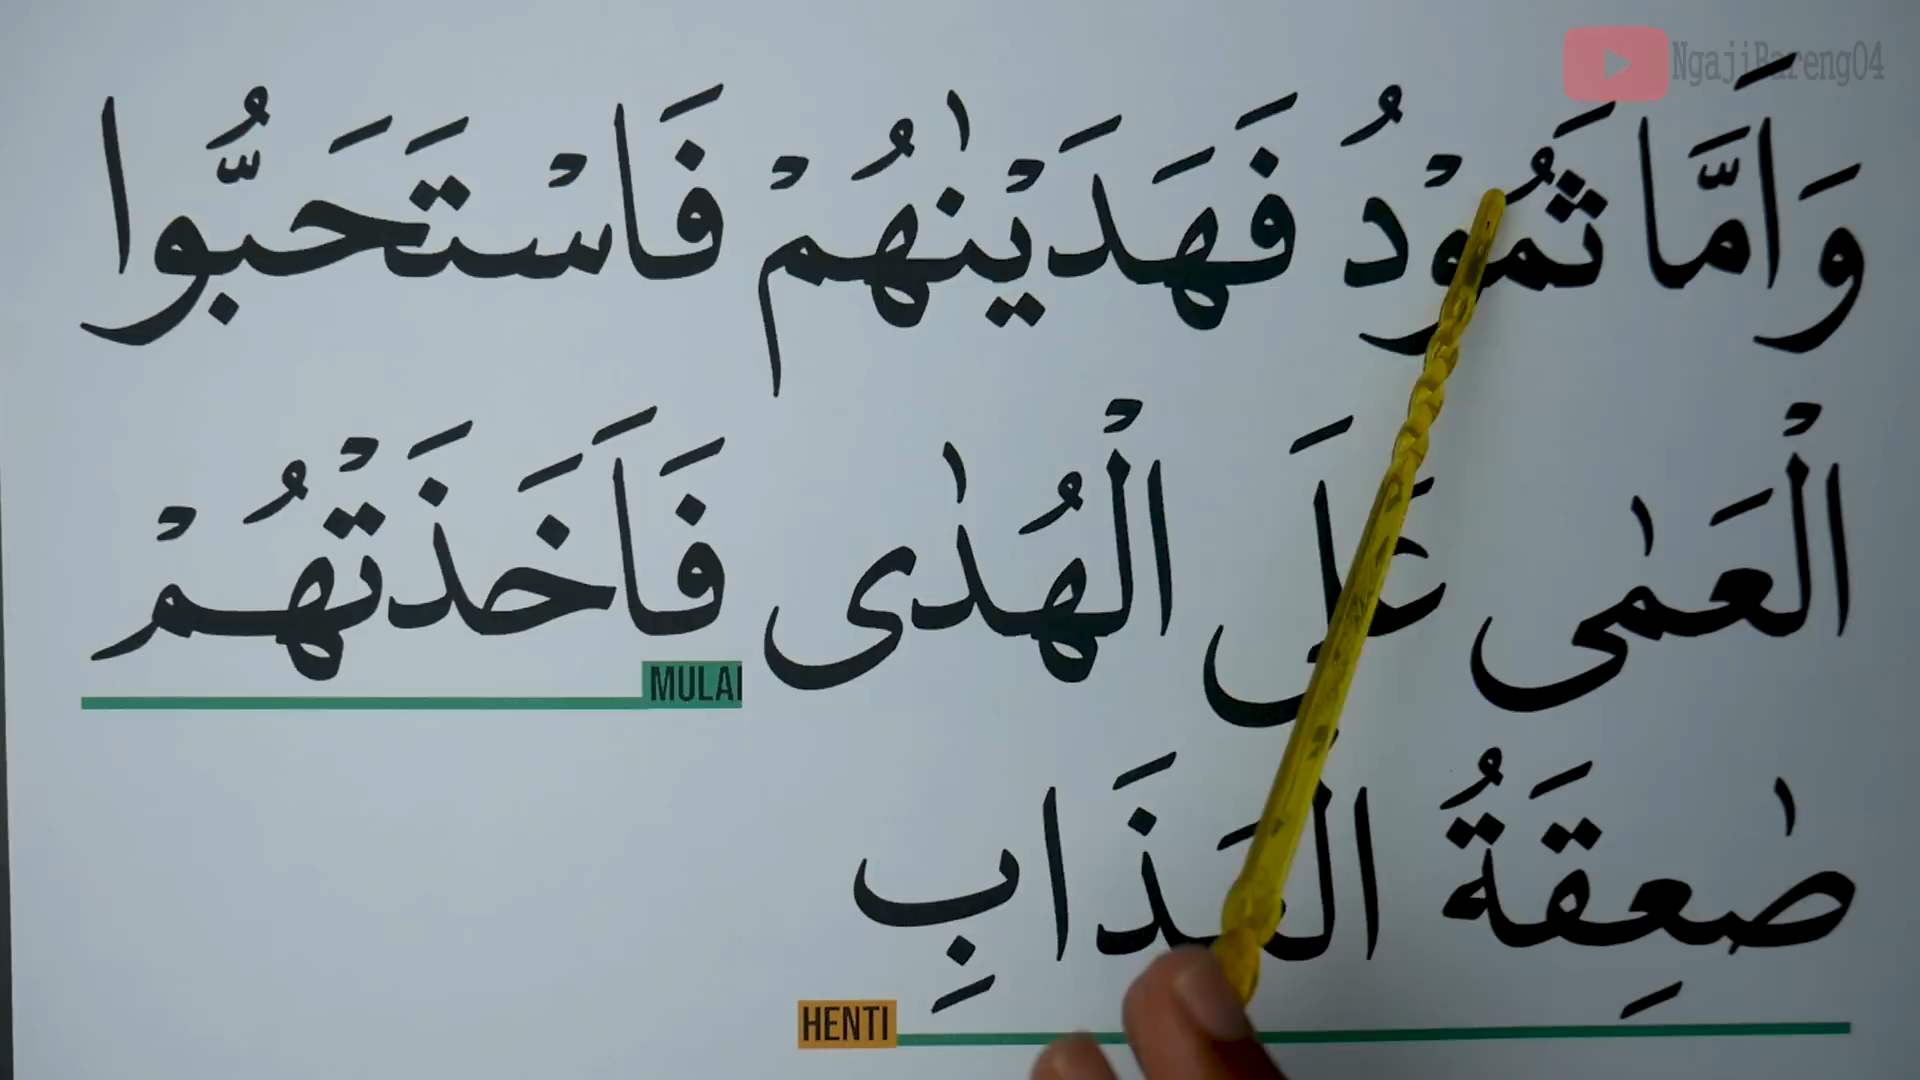 NgajiBareng04
وَاَمَّا ثَمُوْدُ فَهَدَيْنٰهُمْ فَاسْتَحَبُّوا
الْعَمٰى عَلَى الْهُدٰى فَاَخَذَتْهُمْ
MULAI
صٰعِقَةُ الْعَذَابِ
HENTI